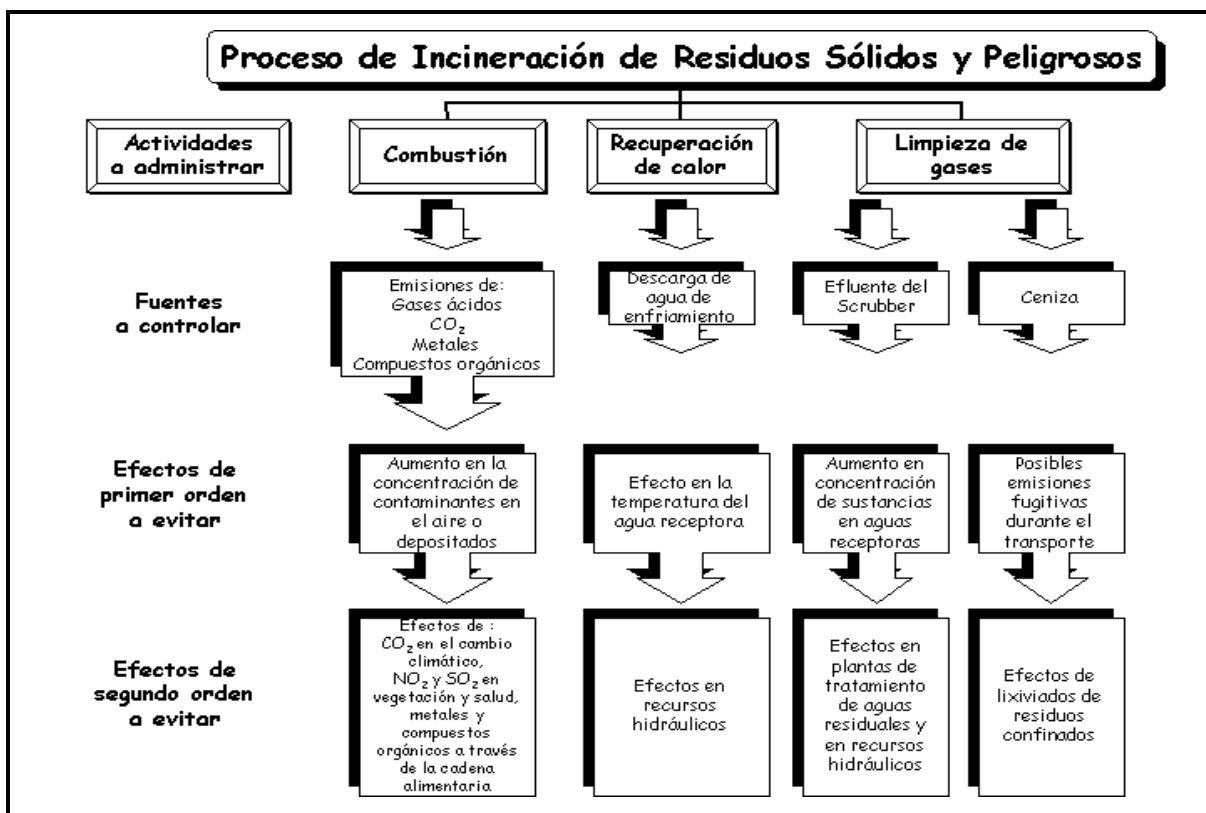 Proceso de Incineración de Residuos Sólidos y Peligrosos
Actividades
a administrar
Combustión
Recuperación
de calor
Limpieza de
gases
Fuentes
a controlar
Emisiones de:
Gases ácidos
CO₂
Metales
Compuestos orgánicos
Descarga de
agua de
enfriamiento
Efluente del
Scrubber
Ceniza
Efectos de
primer orden
a evitar
Aumento en la
concentración de
contaminantes en
el aire o
depositados
Efecto en la
temperatura del
agua receptora
Aumento en
concentración
de sustancias
en aguas
receptoras
Posibles
emisiones
fugitivas
durante el
transporte
Efectos de
segundo orden
a evitar
Efectos de :
CO₂ en el cambio
climático,
NO₂ y SO₂ en
vegetación y salud,
metales y
compuestos
orgánicos a través
de la cadena
alimentaria
Efectos en
recursos
hidráulicos
Efectos en
plantas de
tratamiento
de aguas
residuales y
en recursos
hidráulicos
Efectos de
lixiviados de
residuos
confinados